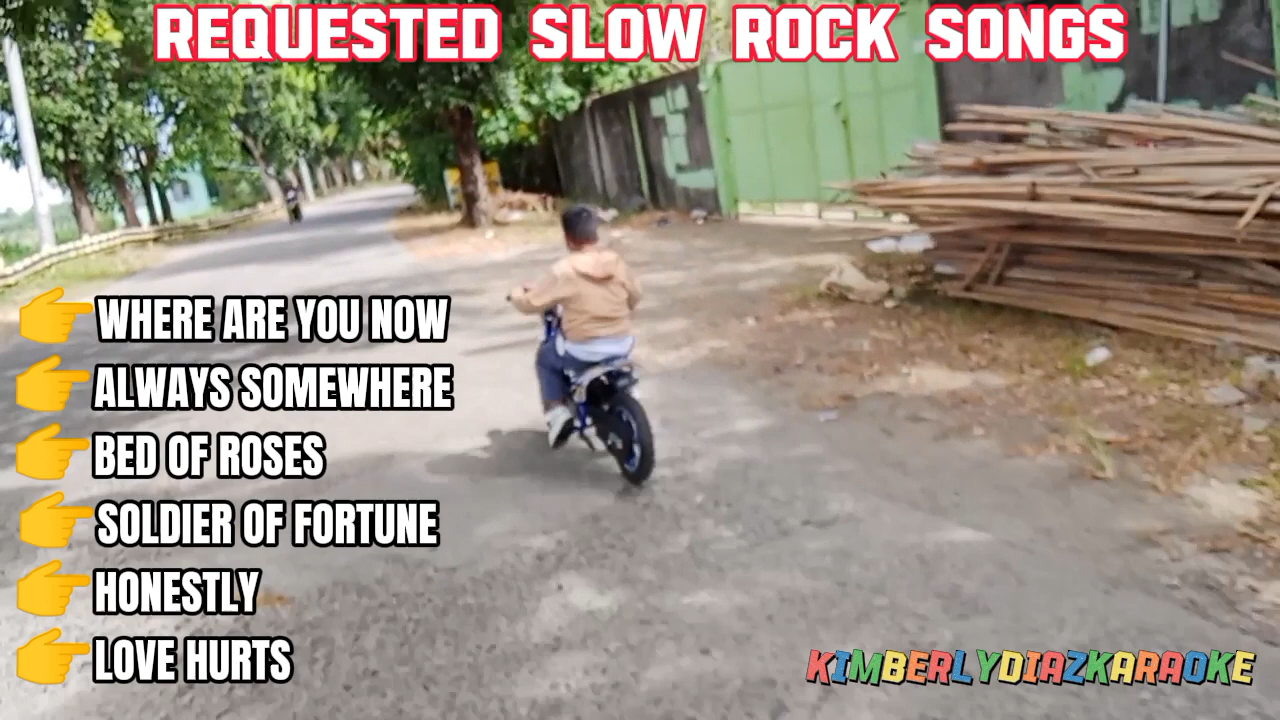 REQUESTED SLOW ROCK SONGS
WHERE ARE YOU NOW
ALWAYS SOMEWHERE
BED OF ROSES
SOLDIER OF FORTUNE
HONESTLY
LOVE HURTS
KIMBERLYDIAZKARAOKE